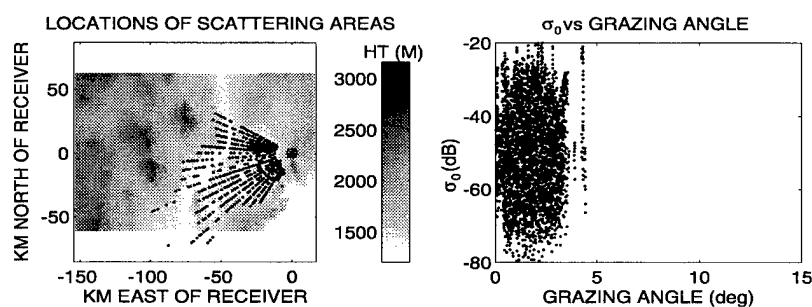 LOCATIONS OF SCATTERING AREAS
HT (M)
KM NORTH OF RECEIVER
50
0
-50
-150
-100
-50
0
KM EAST OF RECEIVER
3000
2500
2000
1500
σ₀vs GRAZING ANGLE
σ₀(dB)
-20
-40
-60
-80
0
5
10
15
GRAZING ANGLE (deg)